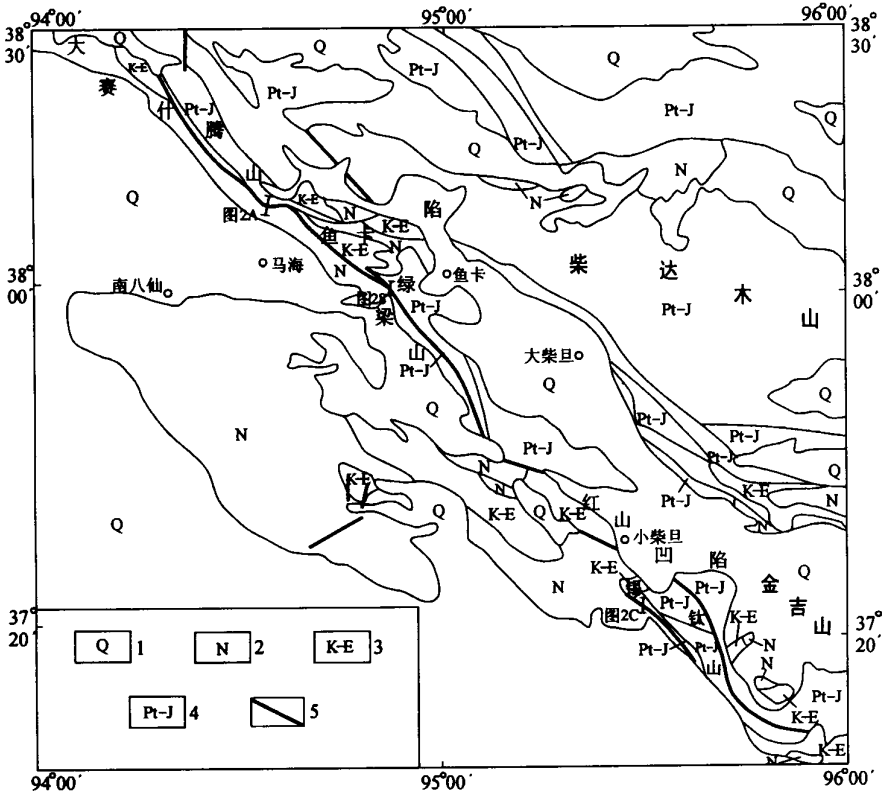 94°00′
95°00′
96°00′
38°
30′
38°
30′
大
Q
Q
Q
赛
K-E
Pt-J
什
Pt-J
Pt-J
Pt-J
Q
腾
Pt-J
Q
N
山
Q
N
Q
K-E
N
陷
图2A
K-E
鱼
卡
K-E
N
柴
达
木
山
N
马海
绿
鱼卡
38°
00′
38°
00′
南八仙
Pt-J
Pt-J
梁
山
Pt-J
大柴旦
Q
Q
Q
Pt-J
Pt-J
N
Pt-J
Pt-J
Q
N
K-E
K-E
N
Pt-J
N
Q
Q
K-E
Q
K-E
红
山
小柴旦
凹
陷
金
吉
山
Q
K-E
N
锡
Pt-J
Pt-J
37°
20′
37°
20′
图2C
钛
K-E
N
Pt-J
Pt-J
N
山
Pt-J
K-E
K-E
N
Q 1
N 2
K-E 3
Pt-J 4
5
94°00′
95°00′
96°00′